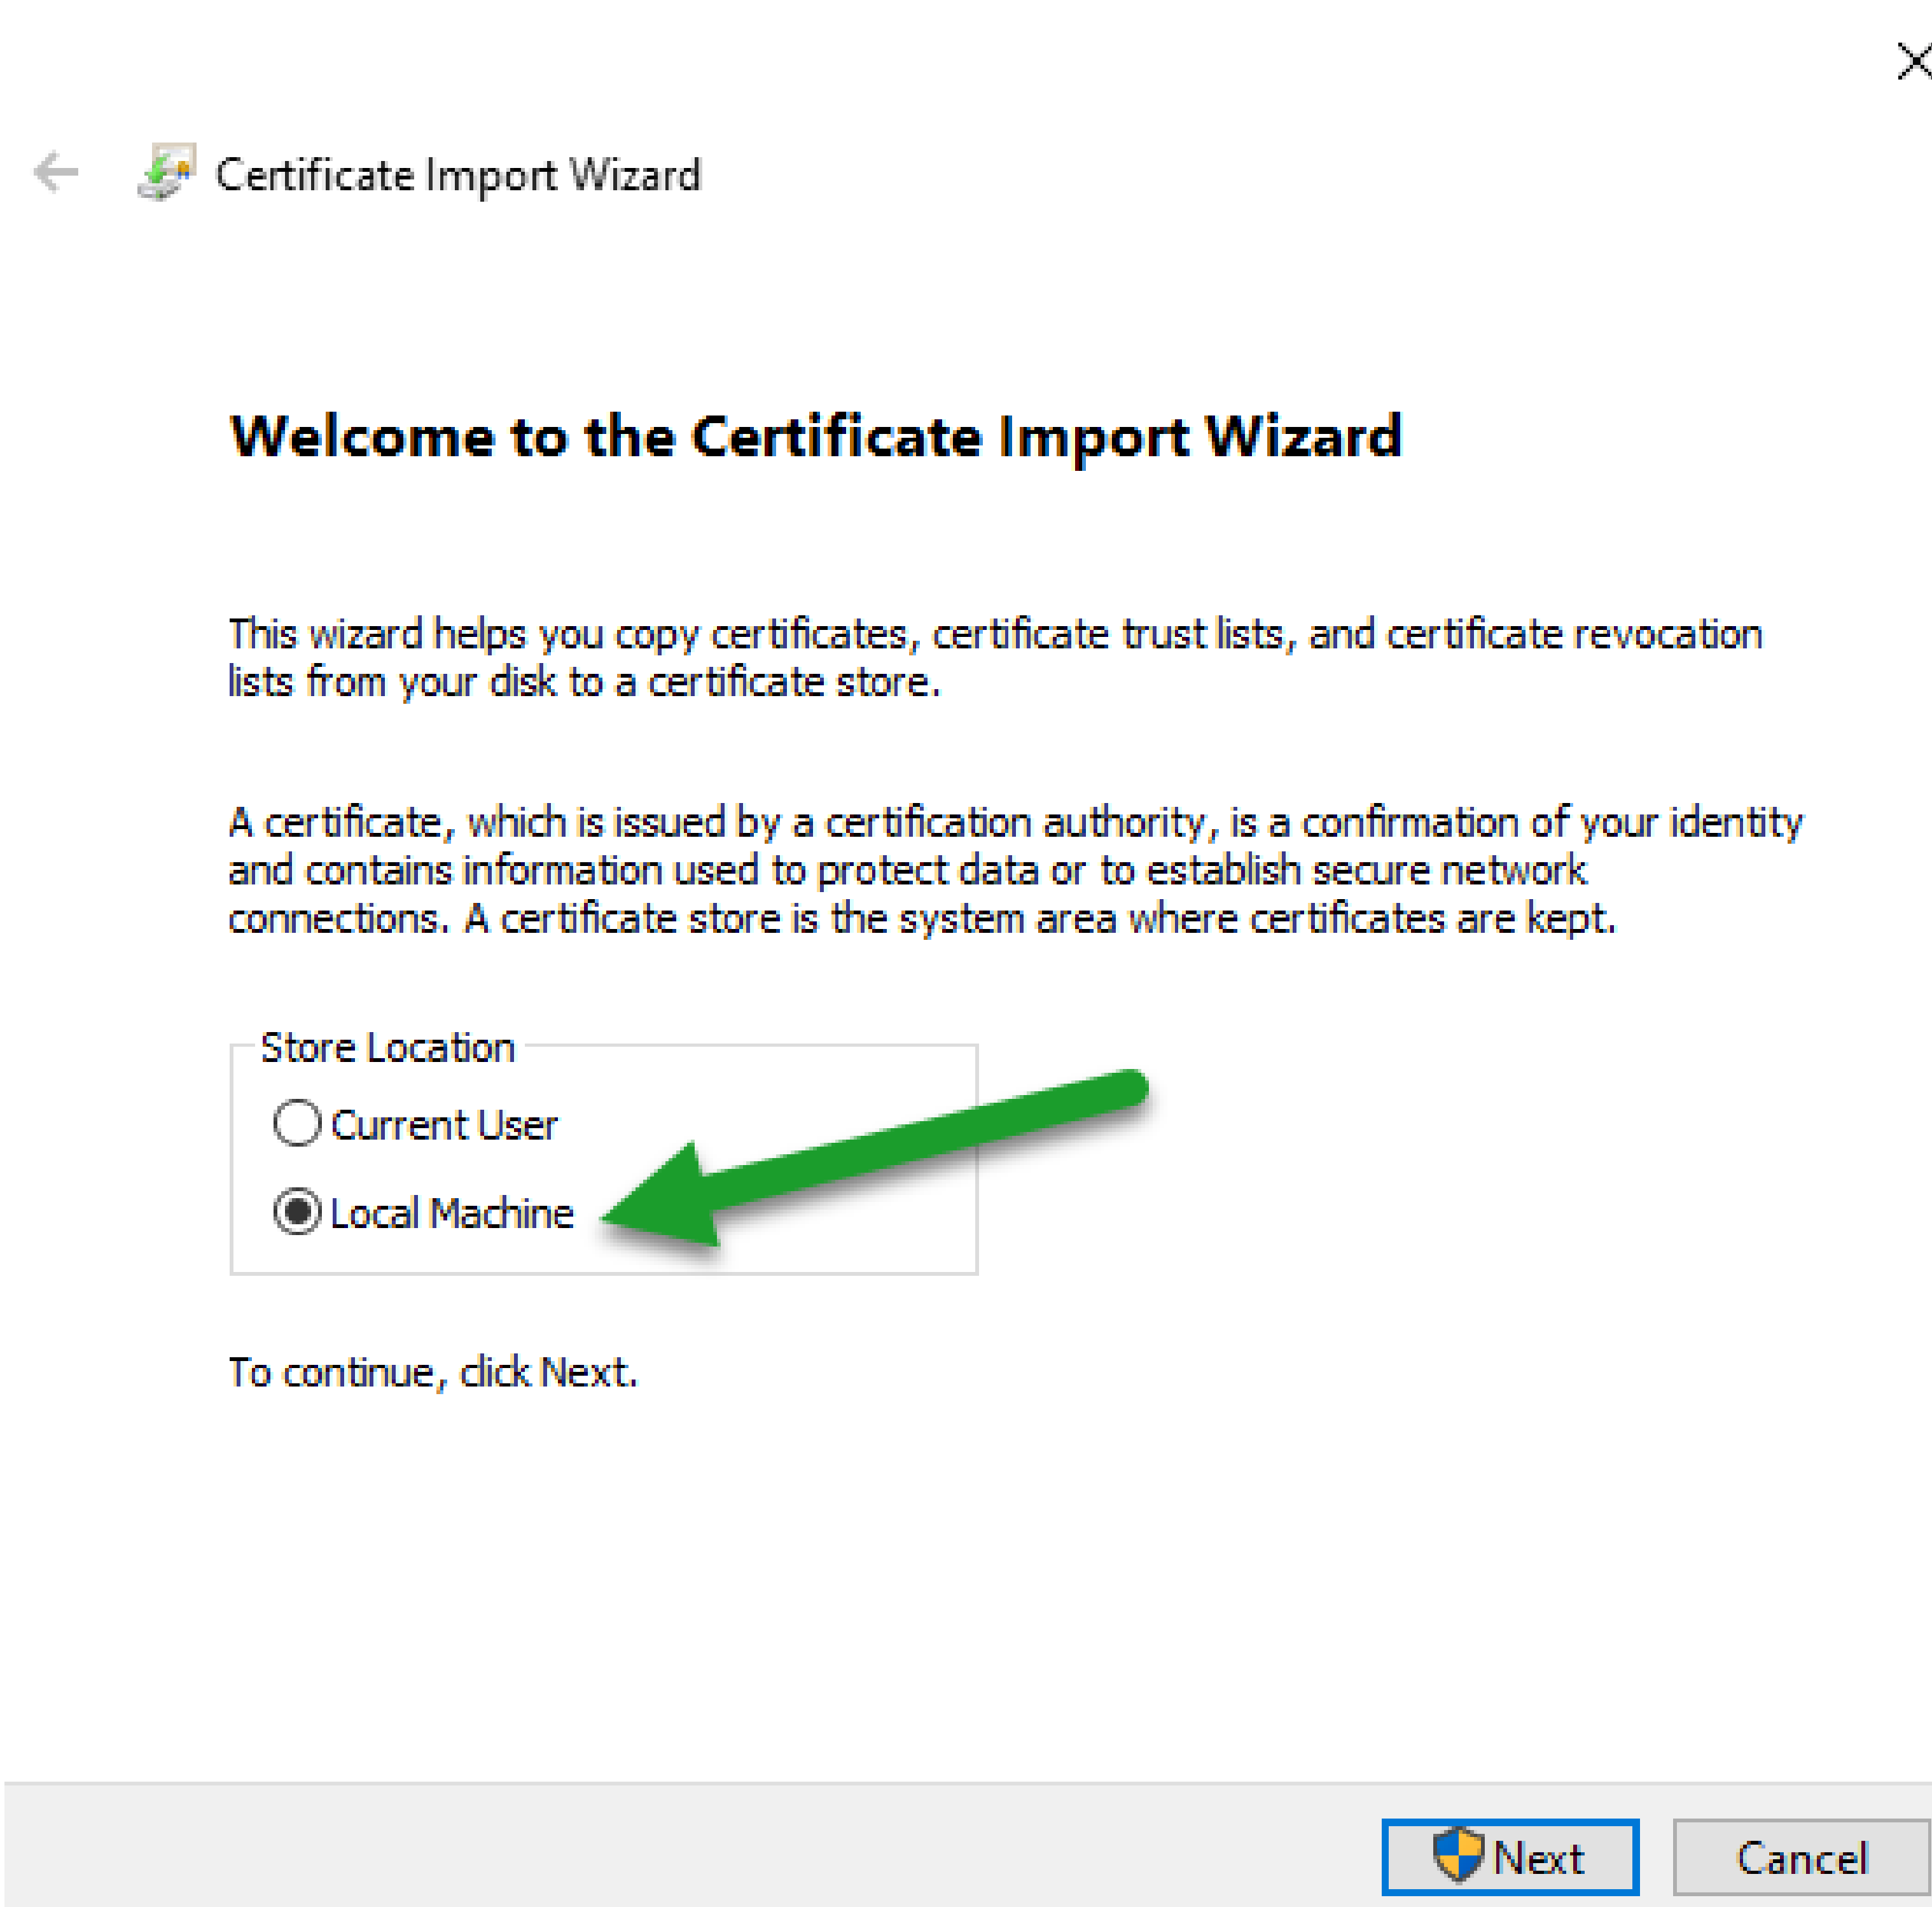 Certificate Import Wizard
Welcome to the Certificate Import Wizard
This wizard helps you copy certificates, certificate trust lists, and certificate revocation
lists from your disk to a certificate store.
A certificate, which is issued by a certification authority, is a confirmation of your identity
and contains information used to protect data or to establish secure network
connections. A certificate store is the system area where certificates are kept.
Store Location
Current User
Local Machine
To continue, click Next.
Next
Cancel